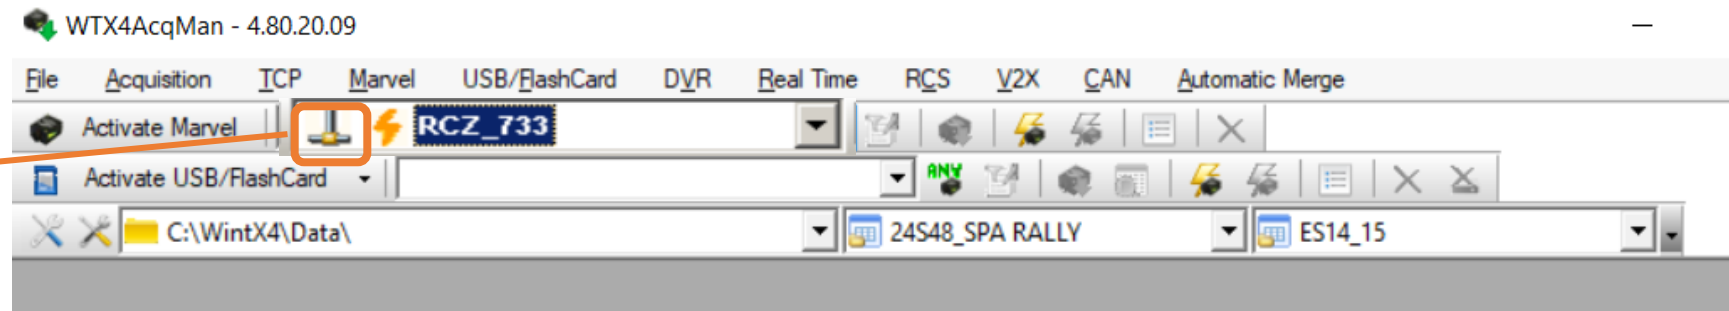 WTX4AcqMan - 4.80.20.09
File Acquisition TCP Marvel USB/FlashCard DVR Real Time RCS V2X CAN Automatic Merge
Activate Marvel RCZ_733
Activate USB/FlashCard ANY
C:\WintX4\Data\ 24S48_SPA RALLY ES14_15